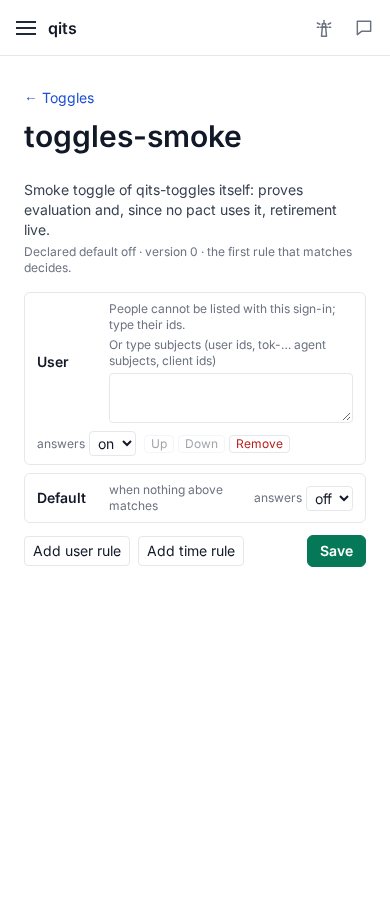 qits
← Toggles
toggles-smoke
Smoke toggle of qits-toggles itself: proves
evaluation and, since no pact uses it, retirement
live.
Declared default off · version 0 · the first rule that matches
decides.
People cannot be listed with this sign-in;
type their ids.
Or type subjects (user ids, tok-… agent
subjects, client ids)
User
answers on Up Down Remove
Default when nothing above
matches answers off
Add user rule Add time rule Save